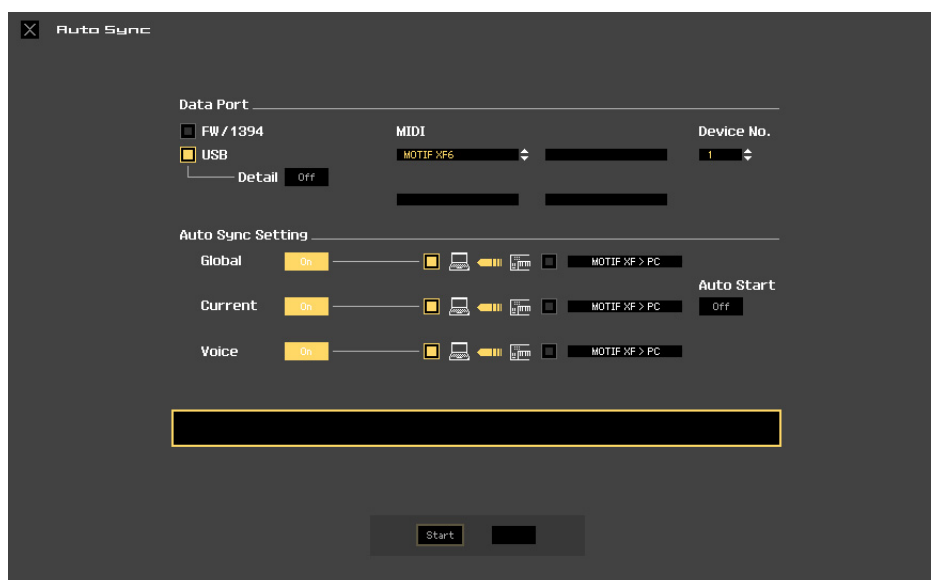 Auto Sync
Data Port
FW/1394 MIDI Device No.
USB MOTIF XF6 1
Detail Off
Auto Sync Setting
Global On MOTIF XF > PC
Auto Start
Current On MOTIF XF > PC Off
Voice On MOTIF XF > PC
Start